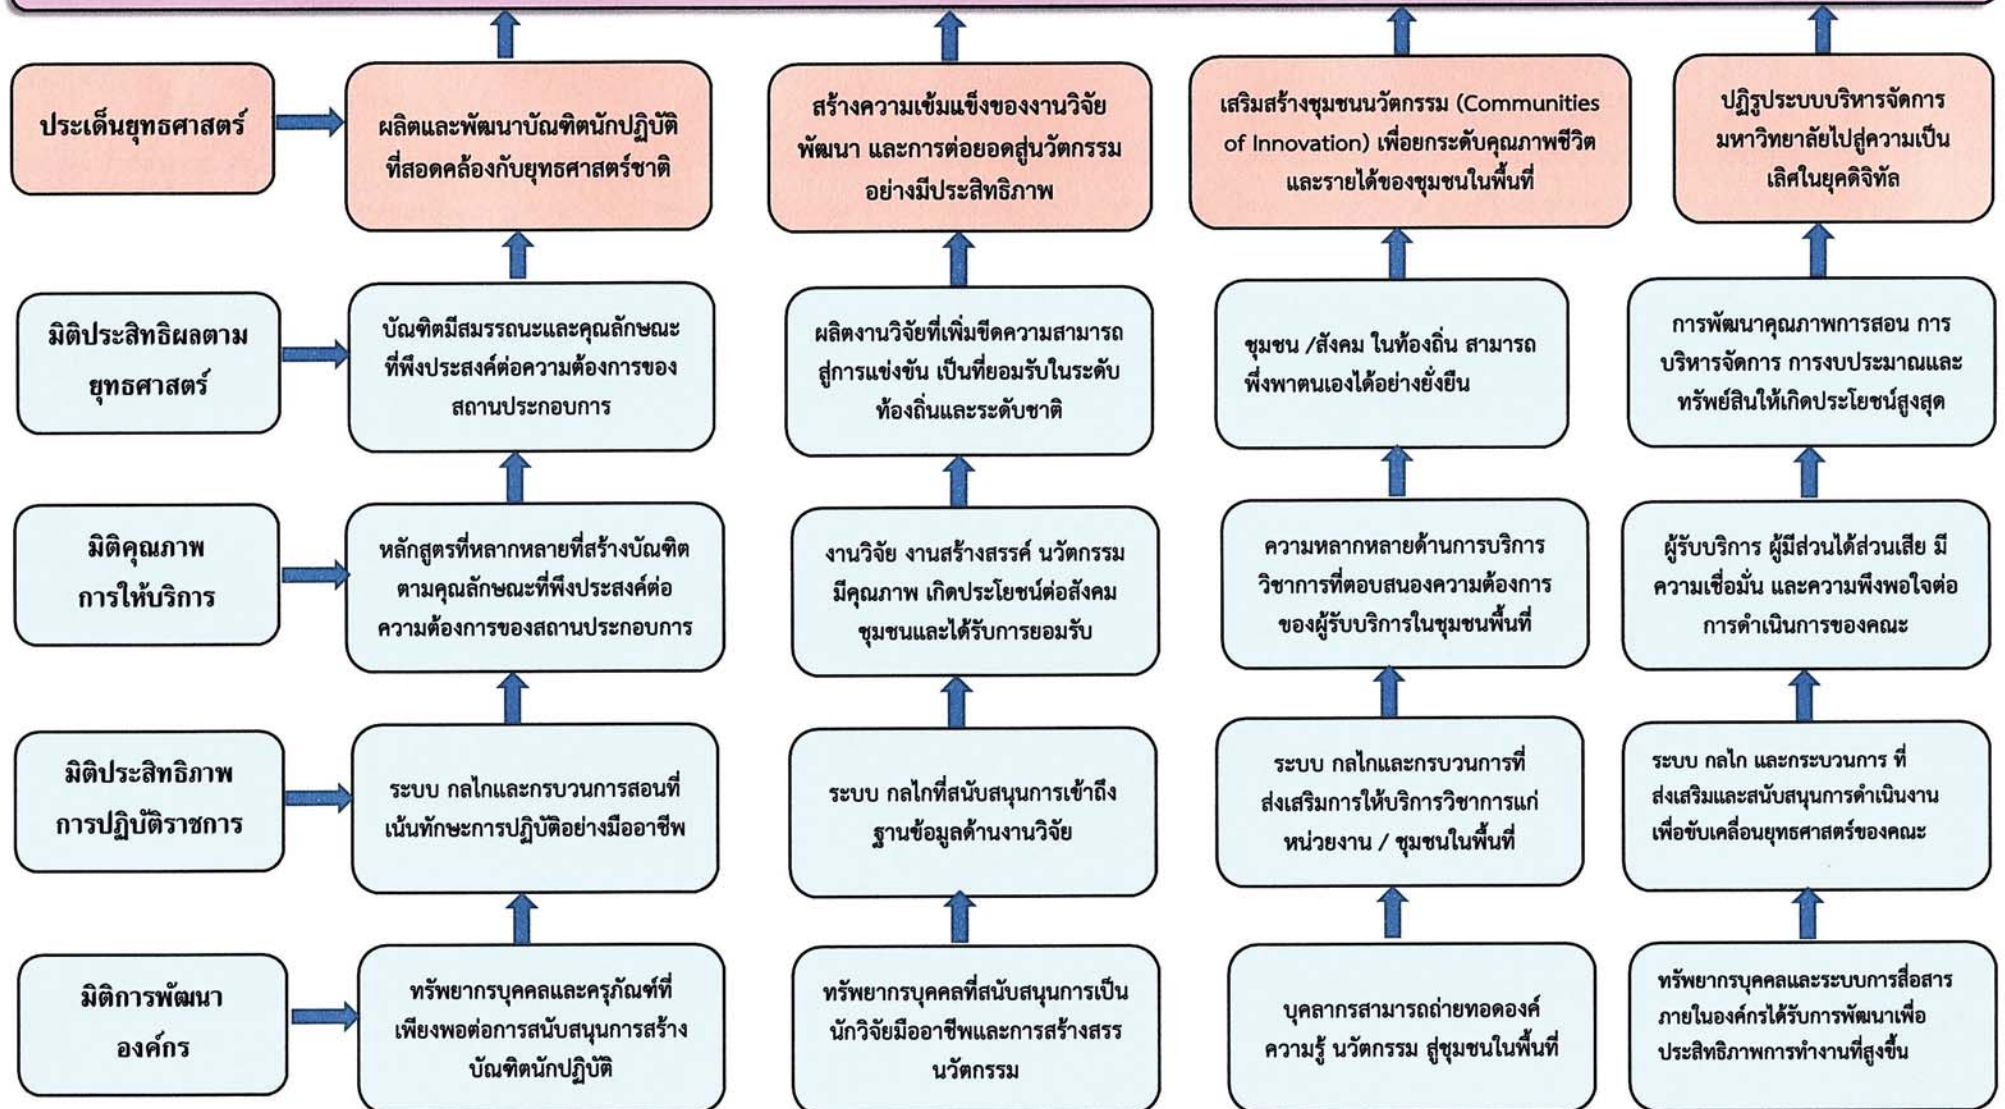 ประเด็นยุทธศาสตร์
ผลิตและพัฒนาบัณฑิตนักปฏิบัติ
ที่สอดคล้องกับยุทธศาสตร์ชาติ
สร้างความเข้มแข็งของงานวิจัย
พัฒนา และการต่อยอดสู่นวัตกรรม
อย่างมีประสิทธิภาพ
เสริมสร้างชุมชนนวัตกรรม (Communities
of Innovation) เพื่อยกระดับคุณภาพชีวิต
และรายได้ของชุมชนในพื้นที่
ปฏิรูประบบบริหารจัดการ
มหาวิทยาลัยไปสู่ความเป็น
เลิศในยุคดิจิทัล
มิติประสิทธิผลตาม
ยุทธศาสตร์
บัณฑิตมีสมรรถนะและคุณลักษณะ
ที่พึงประสงค์ต่อความต้องการของ
สถานประกอบการ
ผลิตงานวิจัยที่เพิ่มขีดความสามารถ
สู่การแข่งขัน เป็นที่ยอมรับในระดับ
ท้องถิ่นและระดับชาติ
ชุมชน /สังคม ในท้องถิ่น สามารถ
พึ่งพาตนเองได้อย่างยั่งยืน
การพัฒนาคุณภาพการสอน การ
บริหารจัดการ การงบประมาณและ
ทรัพย์สินให้เกิดประโยชน์สูงสุด
มิติคุณภาพ
การให้บริการ
หลักสูตรที่หลากหลายที่สร้างบัณฑิต
ตามคุณลักษณะที่พึงประสงค์ต่อ
ความต้องการของสถานประกอบการ
งานวิจัย งานสร้างสรรค์ นวัตกรรม
มีคุณภาพ เกิดประโยชน์ต่อสังคม
ชุมชนและได้รับการยอมรับ
ความหลากหลายด้านการบริการ
วิชาการที่ตอบสนองความต้องการ
ของผู้รับบริการในชุมชนพื้นที่
ผู้รับบริการ ผู้มีส่วนได้ส่วนเสีย มี
ความเชื่อมั่น และความพึงพอใจต่อ
การดำเนินการของคณะ
มิติประสิทธิภาพ
การปฏิบัติราชการ
ระบบ กลไกและกรบวนการสอนที่
เน้นทักษะการปฏิบัติอย่างมืออาชีพ
ระบบ กลไกที่สนับสนุนการเข้าถึง
ฐานข้อมูลด้านงานวิจัย
ระบบ กลไกและกรบวนการที่
ส่งเสริมการให้บริการวิชาการแก่
หน่วยงาน / ชุมชนในพื้นที่
ระบบ กลไก และกระบวนการ ที่
ส่งเสริมและสนับสนุนการดำเนินงาน
เพื่อขับเคลื่อนยุทธศาสตร์ของคณะ
มิติการพัฒนา
องค์กร
ทรัพยากรบุคคลและครุภัณฑ์ที่
เพียงพอต่อการสนับสนุนการสร้าง
บัณฑิตนักปฏิบัติ
ทรัพยากรบุคคลที่สนับสนุนการเป็น
นักวิจัยมืออาชีพและการสร้างสรร
นวัตกรรม
บุคลากรสามารถถ่ายทอดองค์
ความรู้ นวัตกรรม สู่ชุมชนในพื้นที่
ทรัพยากรบุคคลและระบบการสื่อสาร
ภายในองค์กรได้รับการพัฒนาเพื่อ
ประสิทธิภาพการทำงานที่สูงขึ้น